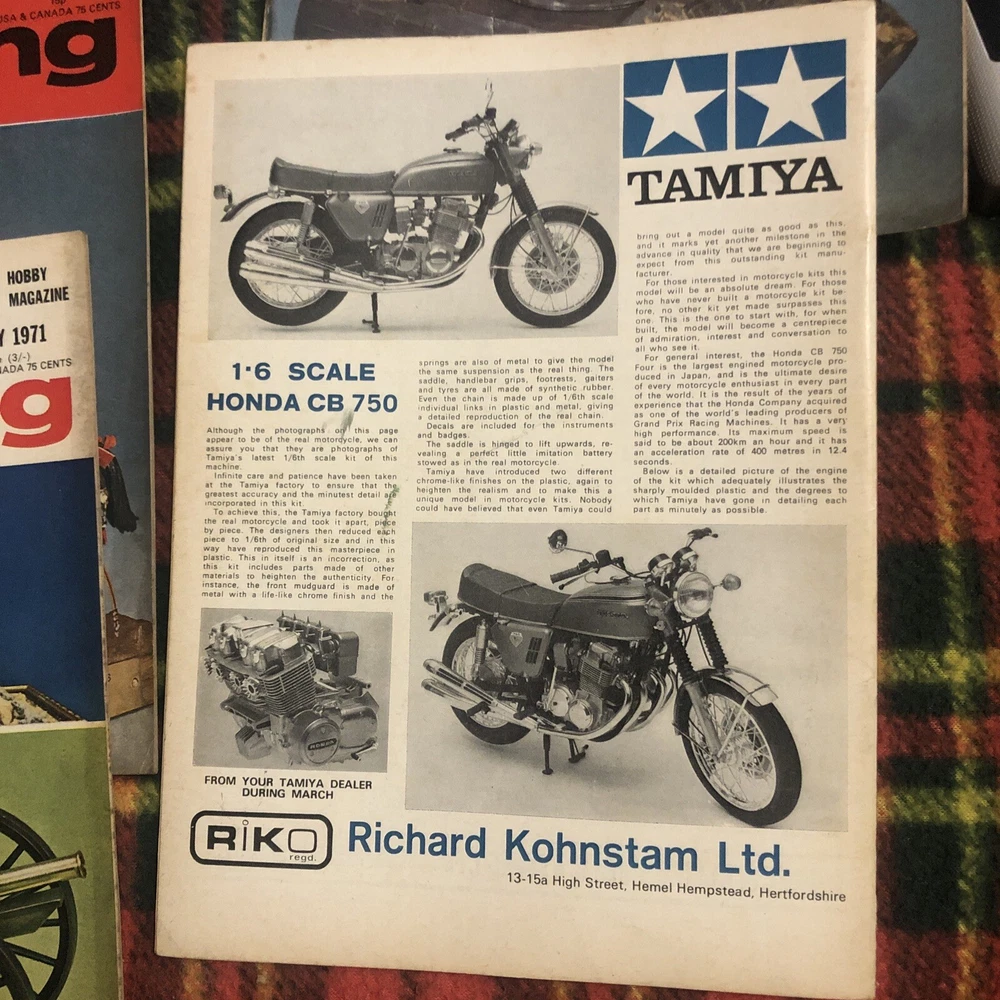 15p
USA & CANADA 75 CENTS
ng
HOBBY
MAGAZINE
Y 1971
(3/-)
NADA 75 CENTS
g
TAMIYA
1·6 SCALE
HONDA CB 750
Although the photographs on this page
appear to be of the real motorcycle, we can
assure you that they are photographs of
Tamiya's latest 1/6th scale kit of this
machine.
Infinite care and patience have been taken
at the Tamiya factory to ensure that the
greatest accuracy and the minutest detail are
incorporated in this kit.
To achieve this, the Tamiya factory bought
the real motorcycle and took it apart, piece
by piece. The designers then reduced each
piece to 1/6th of original size and in this
way have reproduced this masterpiece in
plastic. This in itself is an incorrection, as
this kit includes parts made of other
materials to heighten the authenticity. For
instance, the front mudguard is made of
metal with a life-like chrome finish and the
springs are also of metal to give the model
the same suspension as the real thing. The
saddle, handlebar grips, footrests, gaiters
and tyres are all made of synthetic rubber.
Even the chain is made up of 1/6th scale
individual links in plastic and metal, giving
a detailed reproduction of the real chain.
Decals are included for the instruments
and badges.
The saddle is hinged to lift upwards, re-
vealing a perfect little imitation battery
stowed as in the real motorcycle.
Tamiya have introduced two different
chrome-like finishes on the plastic, again to
heighten the realism and to make this a
unique model in motorcycle kits. Nobody
could have believed that even Tamiya could
bring out a model quite as good as this,
and it marks yet another milestone in the
advance in quality that we are beginning to
expect from this outstanding kit manu-
facturer.
For those interested in motorcycle kits this
model will be an absolute dream. For those
who have never built a motorcycle kit be-
fore, no other kit yet made surpasses this
one. This is the one to start with, for when
built, the model will become a centrepiece
of admiration, interest and conversation to
all who see it.
For general interest, the Honda CB 750
Four is the largest engined motorcycle pro-
duced in Japan, and is the ultimate desire
of every motorcycle enthusiast in every part
of the world. It is the result of the years of
experience that the Honda Company acquired
as one of the world's leading producers of
Grand Prix Racing Machines. It has a very
high performance. Its maximum speed is
said to be about 200km an hour and it has
an acceleration rate of 400 metres in 12.4
seconds.
Below is a detailed picture of the engine
of the kit which adequately illustrates the
sharply moulded plastic and the degrees to
which Tamiya have gone in detailing each
part as minutely as possible.
HONDA
FROM YOUR TAMIYA DEALER
DURING MARCH
RiKO
regd.
Richard Kohnstam Ltd.
13-15a High Street, Hemel Hempstead, Hertfordshire